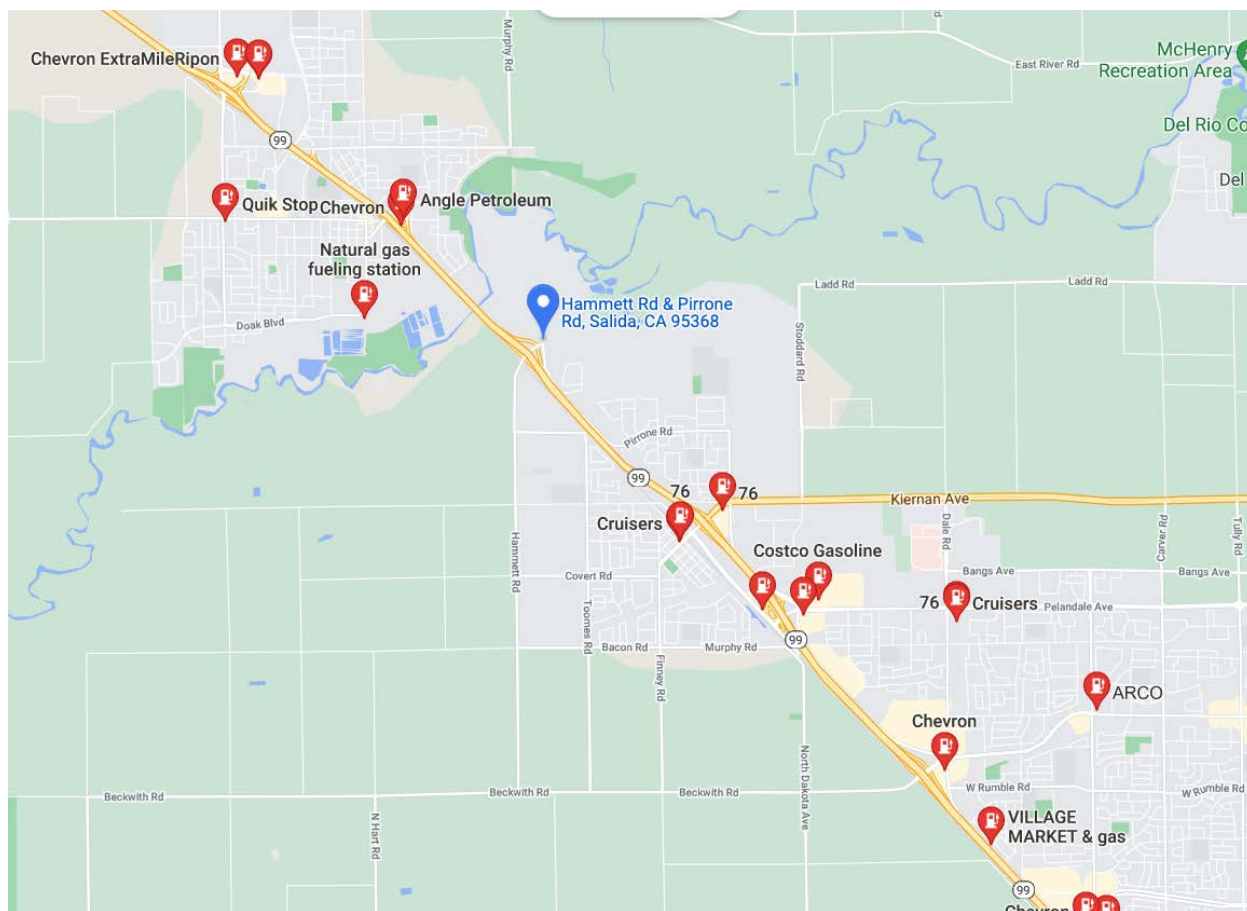 Murphy Rd
East River Rd
McHenry
Recreation Area
Chevron ExtraMileRipon
Del Rio Co
99
Del
Quik Stop
Chevron
Angle Petroleum
Natural gas
fueling station
Ladd Rd
Hammett Rd & Pirrone
Rd, Salida, CA 95368
Doak Blvd
Stoddard Rd
Pirrone Rd
99
76
76
Kiernan Ave
Cruisers
Dale Rd
Carver Rd
Tully Rd
Costco Gasoline
Hammett Rd
Covert Rd
Bangs Ave
Bangs Ave
76
Cruisers
Pelandale Ave
Toomes Rd
99
Bacon Rd
Murphy Rd
Finney Rd
ARCO
Chevron
North Dakota Ave
Beckwith Rd
Beckwith Rd
Beckwith Rd
W Rumble Rd
W Rumble Rd
N Hart Rd
VILLAGE
MARKET & gas
99
Chevron